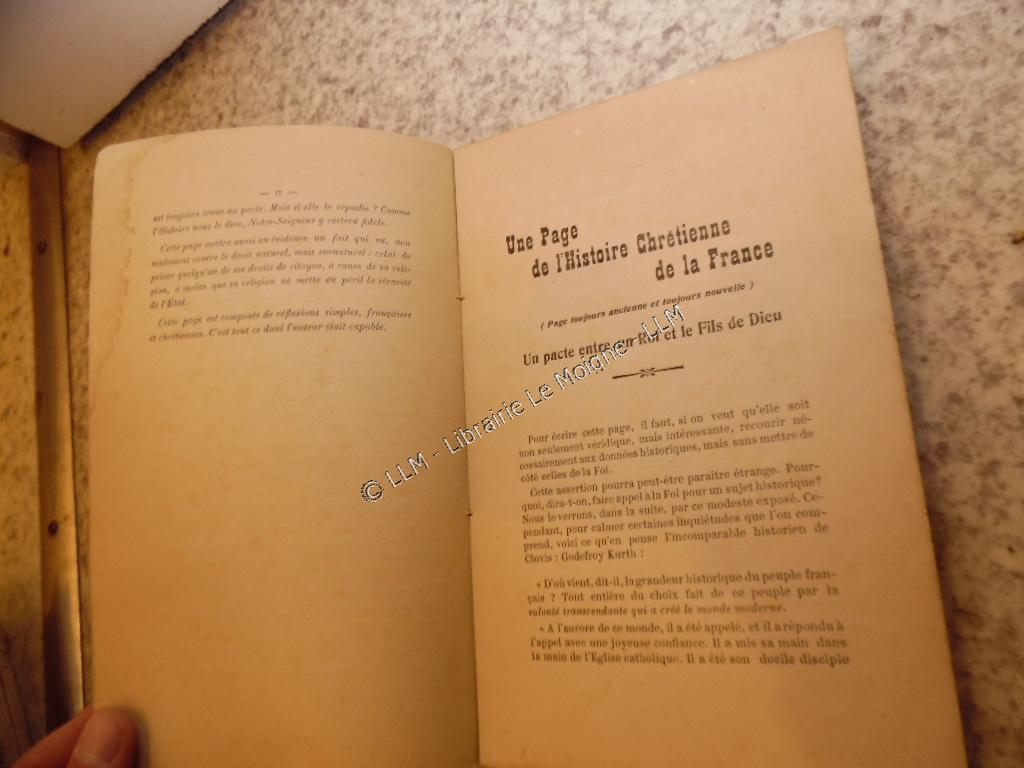 — IV —
est toujours tenue au pacte. Mais si elle le répudie ? Comme
l'Histoire nous le dira, Notre-Seigneur y restera fidèle.
Cette page mettra aussi en évidence un fait qui va, non
seulement contre le droit naturel, mais surnaturel : celui de
priver quelqu'un de ses droits de citoyen, à cause de sa reli-
gion, à moins que sa religion ne mette en péril la sécurité
de l'Etat.
Cette page est composée de réflexions simples, françaises
et chrétiennes. C'est tout ce dont l'auteur était capable.
Une Page
de l'Histoire Chrétienne
de la France
( Page toujours ancienne et toujours nouvelle )
Un pacte entre un Roi et le Fils de Dieu
Pour écrire cette page, il faut, si on veut qu'elle soit
non seulement véridique, mais intéressante, recourir né-
cessairement aux données historiques, mais sans mettre de
côté celles de la Foi.
Cette assertion pourra peut-être paraître étrange. Pour-
quoi, dira-t-on, faire appel à la Foi pour un sujet historique?
Nous le verrons, dans la suite, par ce modeste exposé. Ce-
pendant, pour calmer certaines inquiétudes que l'on com-
prend, voici ce qu'en pense l'incomparable historien de
Clovis : Godefroy Kurth :
« D'où vient, dit-il, la grandeur historique du peuple fran-
çais ? Tout entière du choix fait de ce peuple par la
volonté transcendante qui a créé le monde moderne.
« A l'aurore de ce monde, il a été appelé, et il a répondu à
l'appel avec une joyeuse confiance. Il a mis sa main dans
la main de l'Eglise catholique. Il a été son docile disciple
© LLM - Librairie Le Moigne - LLM